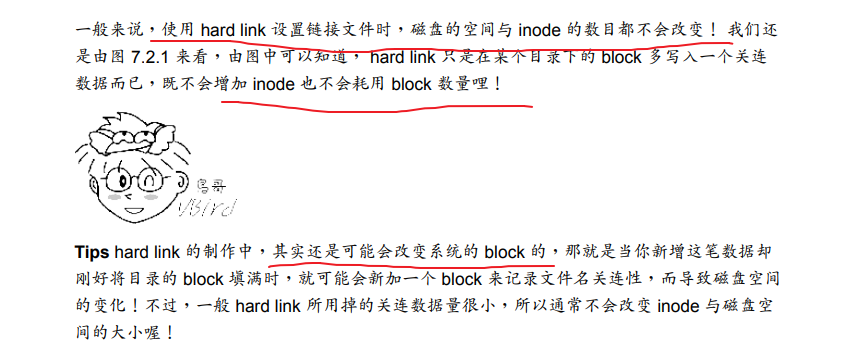 一般来说，使用 hard link 设置链接文件时，磁盘的空间与 inode 的数目都不会改变！ 我们还
是由图 7.2.1 来看，由图中可以知道， hard link 只是在某个目录下的 block 多写入一个关连
数据而已，既不会增加 inode 也不会耗用 block 数量哩！
鸟哥
VBird
Tips hard link 的制作中，其实还是可能会改变系统的 block 的，那就是当你新增这笔数据却
刚好将目录的 block 填满时，就可能会新加一个 block 来记录文件名关连性，而导致磁盘空间
的变化！不过，一般 hard link 所用掉的关连数据量很小，所以通常不会改变 inode 与磁盘空
间的大小喔！